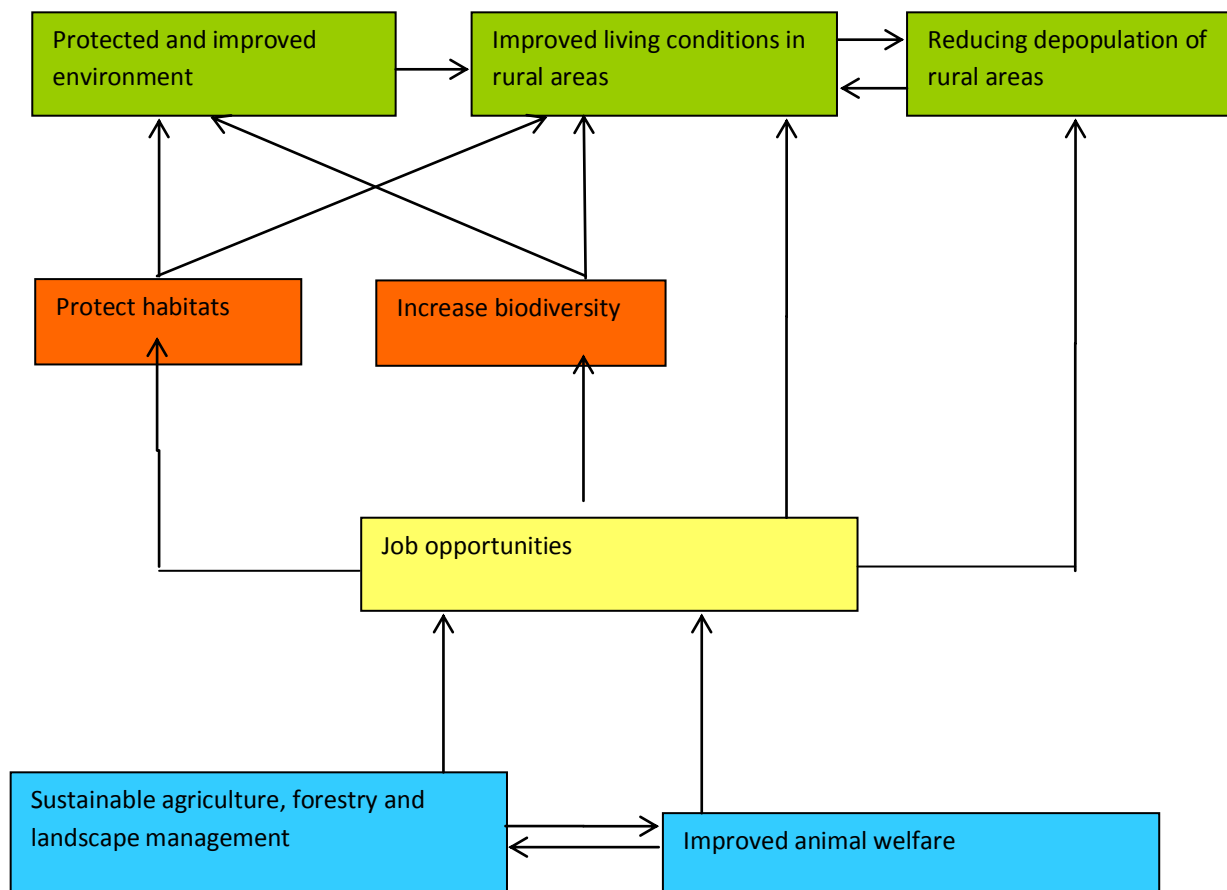 Protected and improved
environment
Improved living conditions in
rural areas
Reducing depopulation of
rural areas
Protect habitats
Increase biodiversity
Job opportunities
Sustainable agriculture, forestry and
landscape management
Improved animal welfare